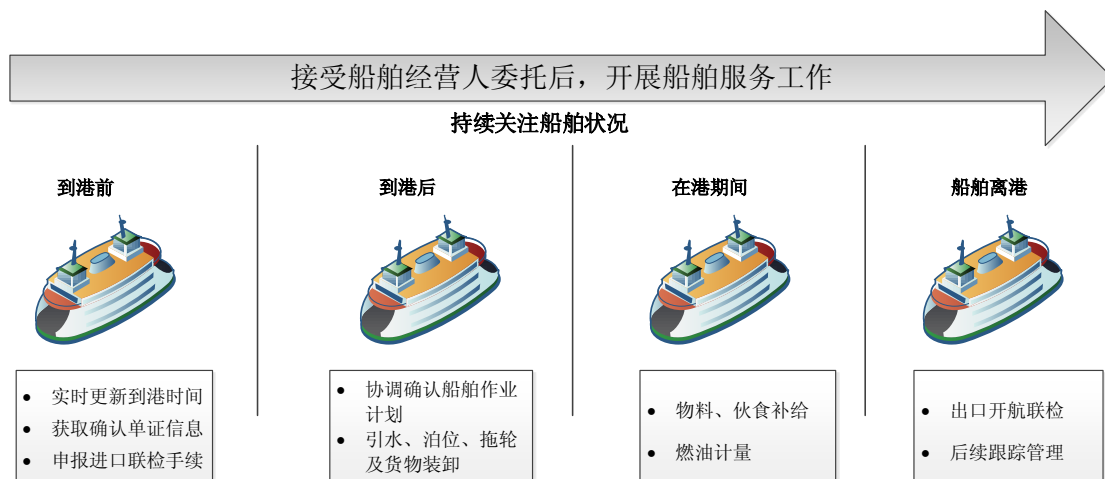 接受船舶经营人委托后，开展船舶服务工作
持续关注船舶状况
到港前
到港后
在港期间
船舶离港
• 实时更新到港时间
• 获取确认单证信息
• 申报进口联检手续
• 协调确认船舶作业
计划
• 引水、泊位、拖轮
及货物装卸
• 物料、伙食补给
• 燃油计量
• 出口开航联检
• 后续跟踪管理